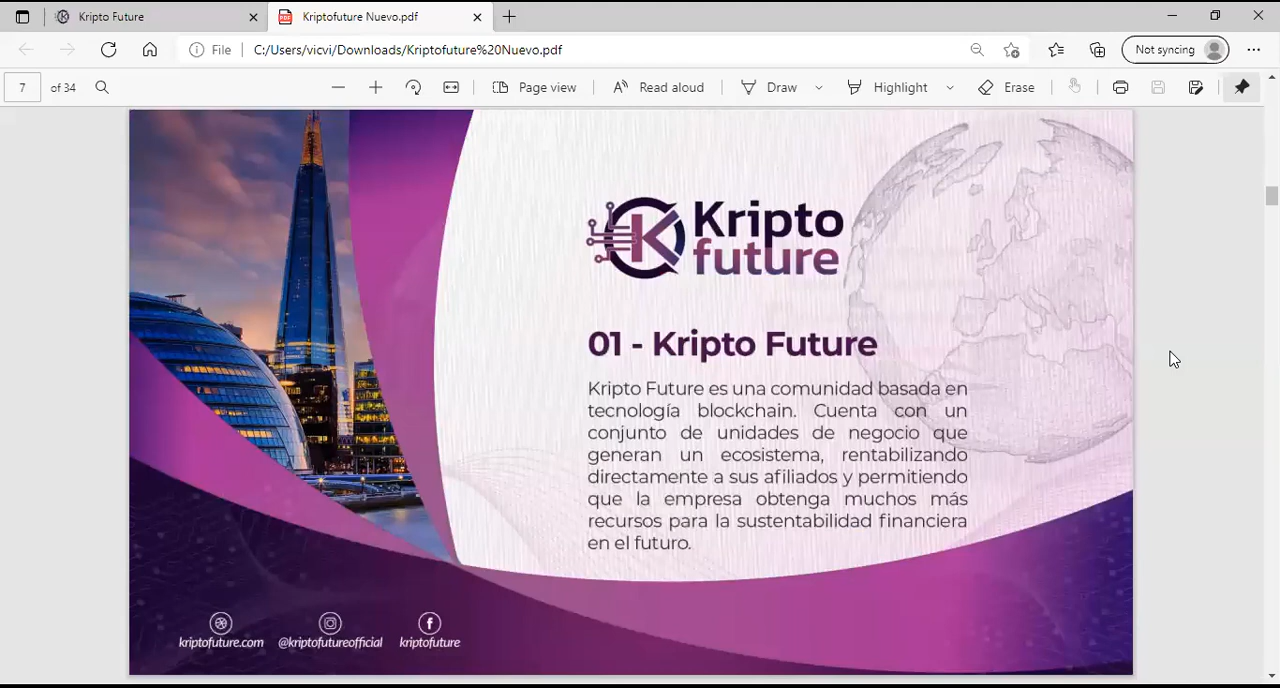 Kripto Future
Kriptofuture Nuevo.pdf
File
C:/Users/vicvi/Downloads/Kriptofuture%20Nuevo.pdf
Not syncing
7 of 34
Page view
Read aloud
Draw
Highlight
Erase
Kripto
future
01 - Kripto Future
Kripto Future es una comunidad basada en
tecnología blockchain. Cuenta con un
conjunto de unidades de negocio que
generan un ecosistema, rentabilizando
directamente a sus afiliados y permitiendo
que la empresa obtenga muchos más
recursos para la sustentabilidad financiera
en el futuro.
kriptofuture.com @kriptofutureofficial kriptofuture